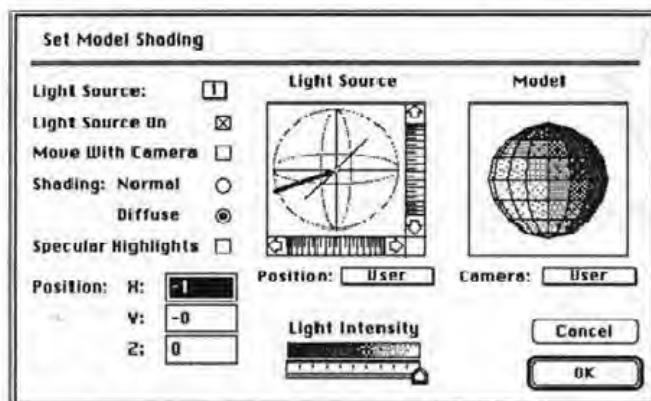 Set Model Shading
Light Source: 1
Light Source On
Move With Camera
Shading: Normal
Diffuse
Specular Highlights
Position: X: -1
Y: -0
Z: 0
Light Source
Position: User
Light Intensity
Model
Camera: User
Cancel
OK